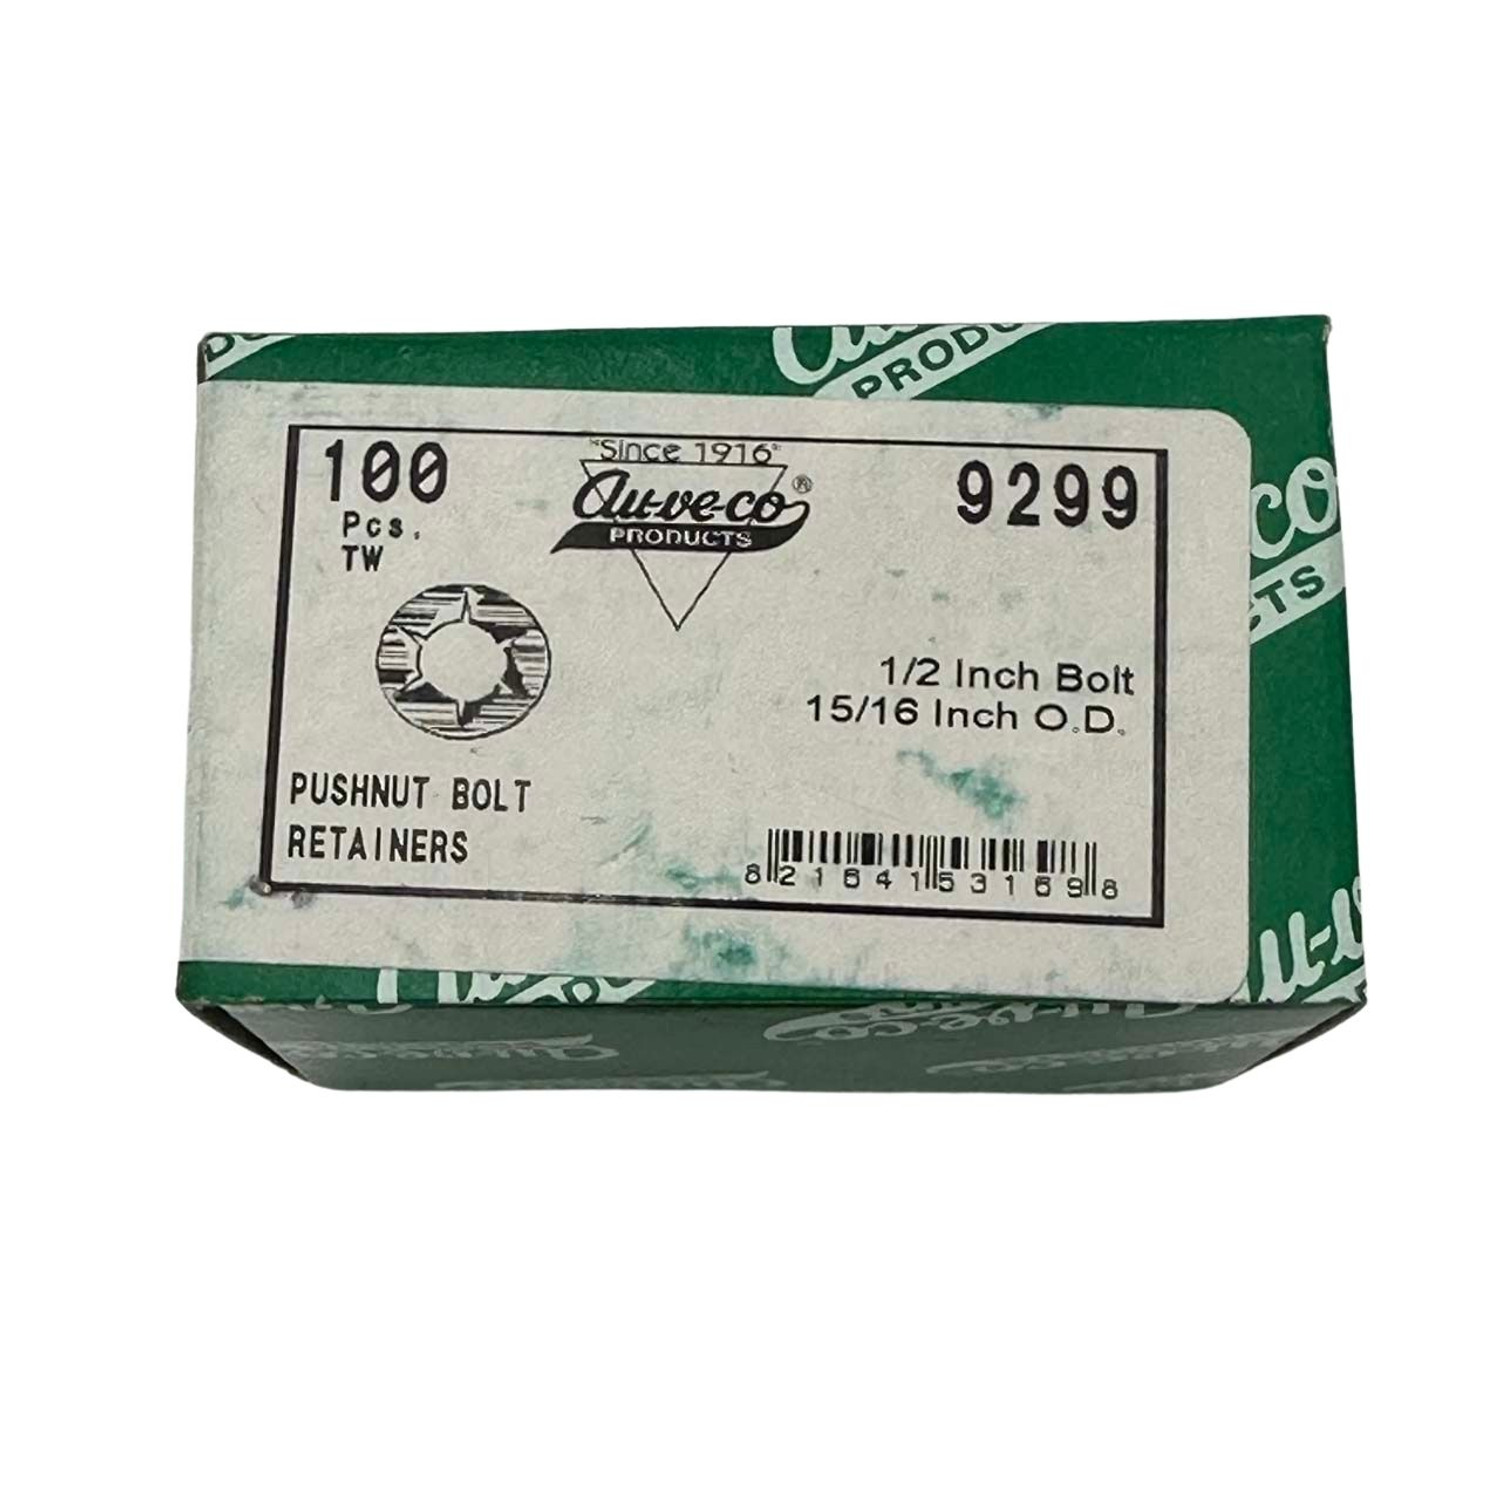 100
Pcs.
TW
"Since 1916"
Au-ve-co®
PRODUCTS
9299
1/2 Inch Bolt
15/16 Inch O.D.
PUSHNUT BOLT
RETAINERS
8 21641 53169 8